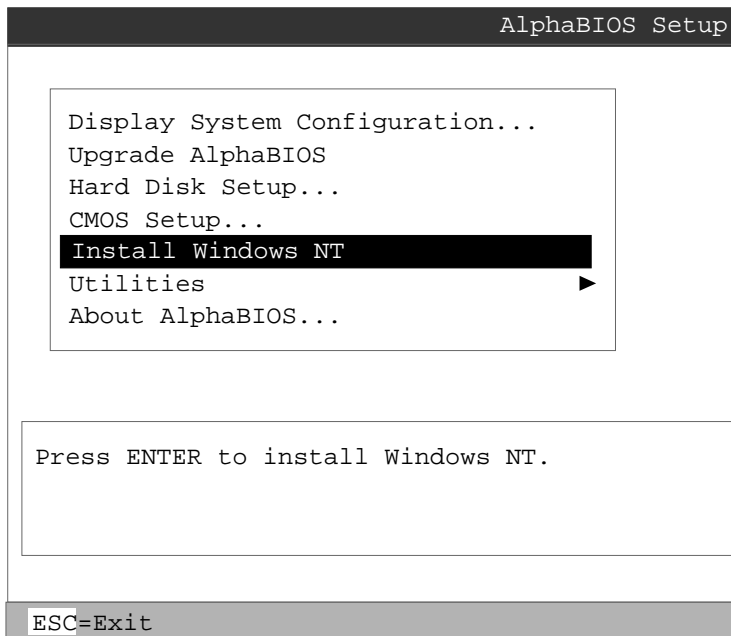 AlphaBIOS Setup
Display System Configuration...
Upgrade AlphaBIOS
Hard Disk Setup...
CMOS Setup...
Install Windows NT
Utilities ▶
About AlphaBIOS...
Press ENTER to install Windows NT.
ESC=Exit